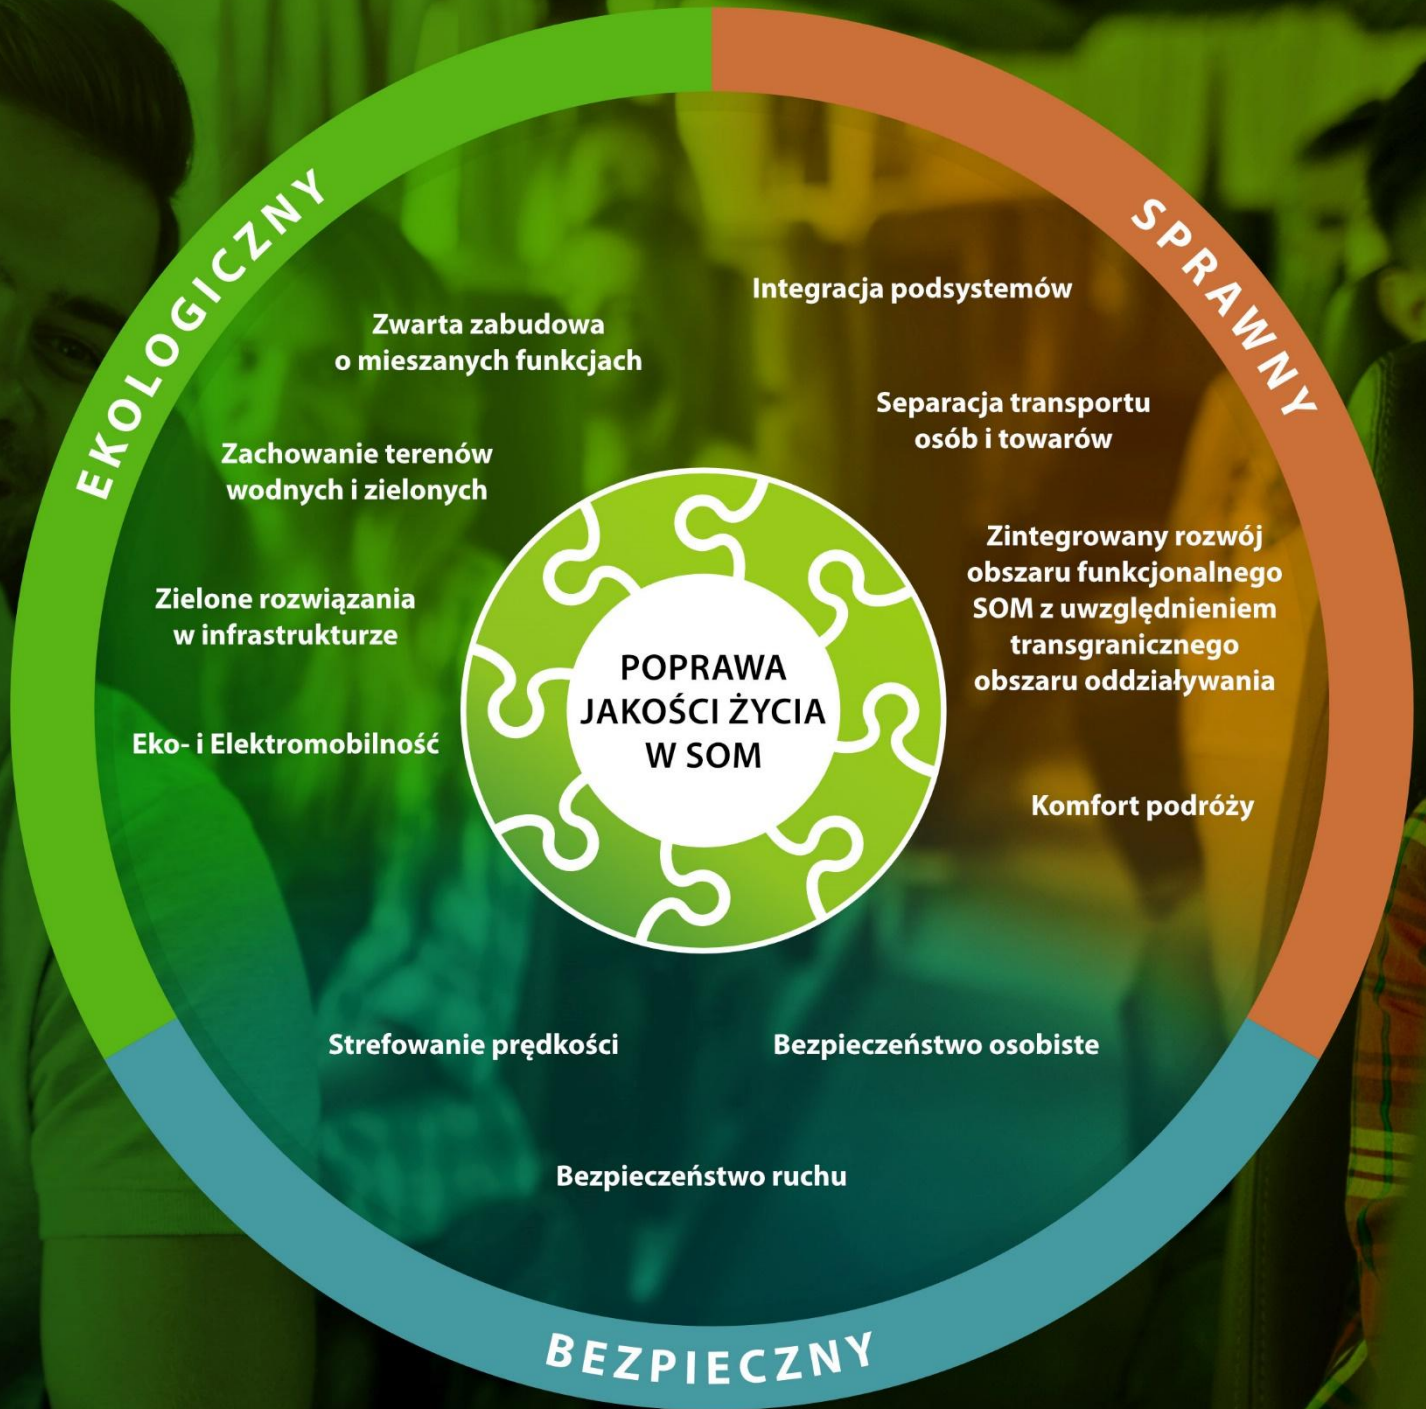 EKOLOGICZNY
Zwarta zabudowa
o mieszanych funkcjach
Zachowanie terenów
wodnych i zielonych
Zielone rozwiązania
w infrastrukturze
Eko- i Elektromobilność
SPRAWNY
Integracja podsystemów
Separacja transportu
osób i towarów
Zintegrowany rozwój
obszaru funkcjonalnego
SOM z uwzględnieniem
transgranicznego
obszaru oddziaływania
Komfort podróży
POPRAWA
JAKOŚCI ŻYCIA
W SOM
Strefowanie prędkości
Bezpieczeństwo osobiste
Bezpieczeństwo ruchu
BEZPIECZNY